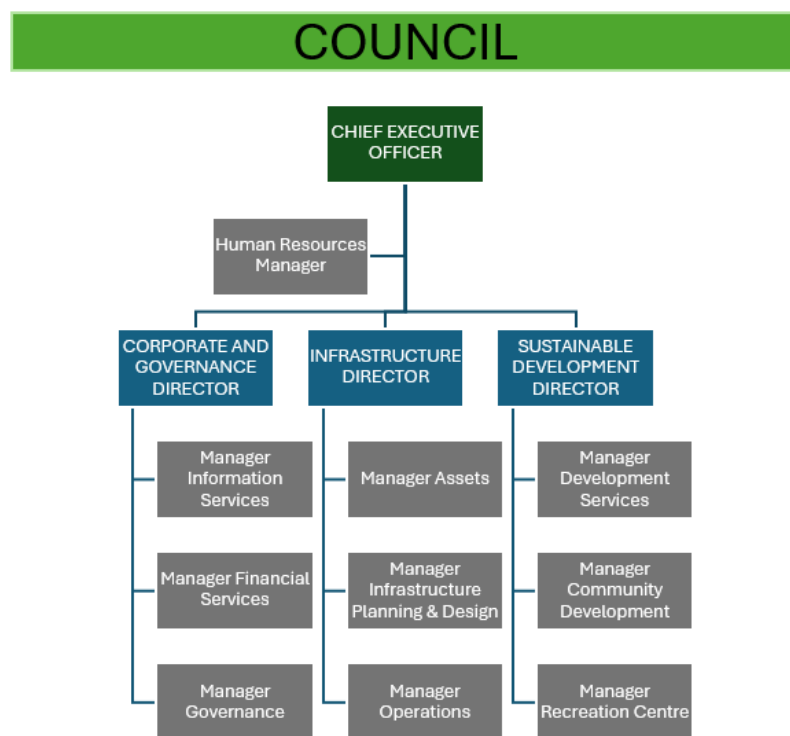 COUNCIL
CHIEF EXECUTIVE
OFFICER
Human Resources
Manager
CORPORATE AND
GOVERNANCE
DIRECTOR
INFRASTRUCTURE
DIRECTOR
SUSTAINABLE
DEVELOPMENT
DIRECTOR
Manager
Information
Services
Manager Assets
Manager
Development
Services
Manager Financial
Services
Manager
Infrastructure
Planning & Design
Manager
Community
Development
Manager
Governance
Manager
Operations
Manager
Recreation Centre